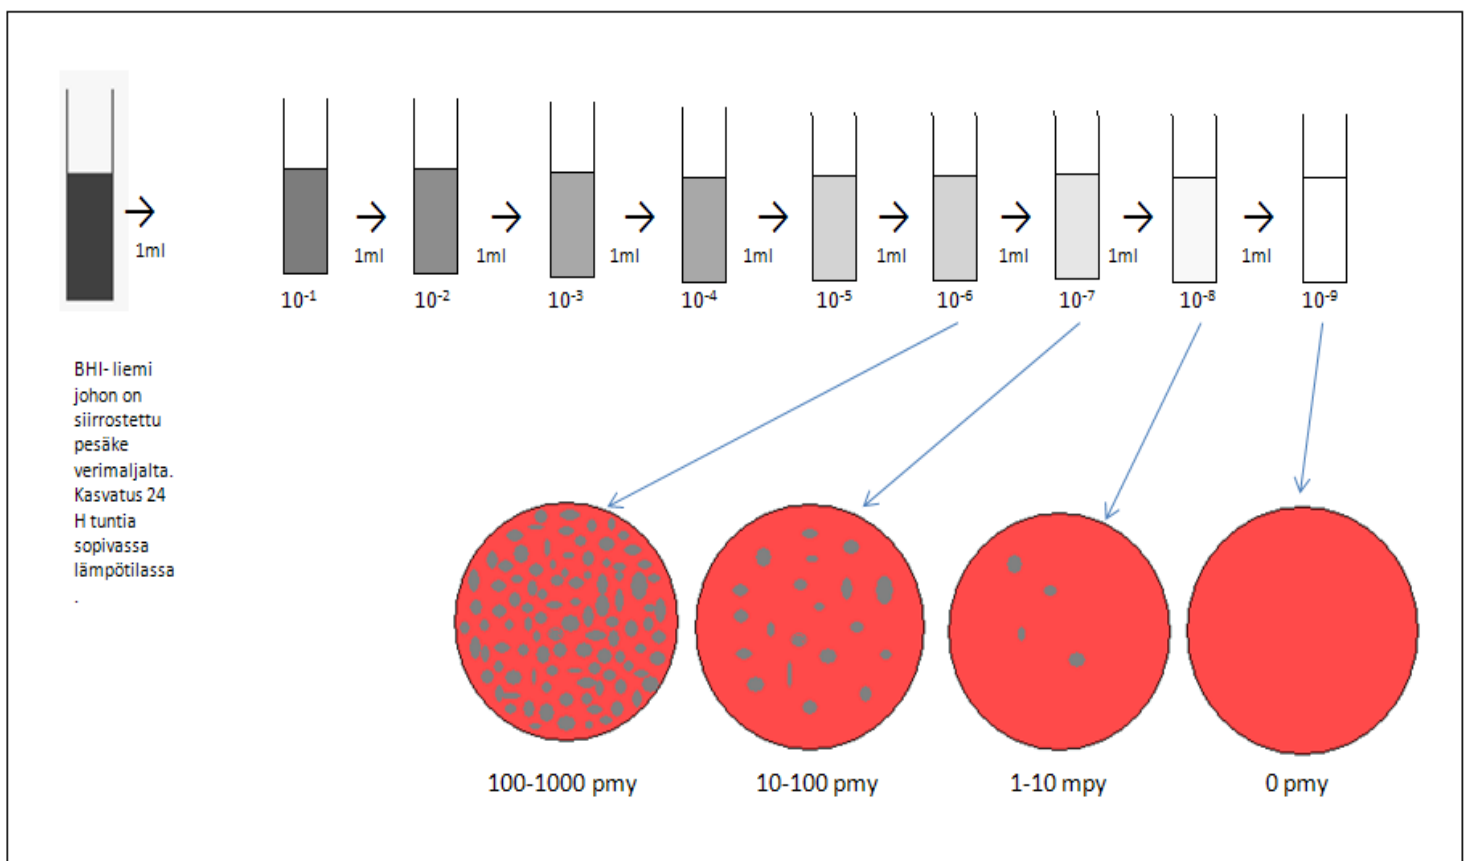 1ml
1ml
1ml
1ml
1ml
1ml
1ml
1ml
1ml
10⁻¹
10⁻²
10⁻³
10⁻⁴
10⁻⁵
10⁻⁶
10⁻⁷
10⁻⁸
10⁻⁹
BHI- liemi
johon on
siirrostettu
pesäke
verimaljalta.
Kasvatus 24
H tuntia
sopivassa
lämpötilassa
.
100-1000 pmy
10-100 pmy
1-10 mpy
0 pmy